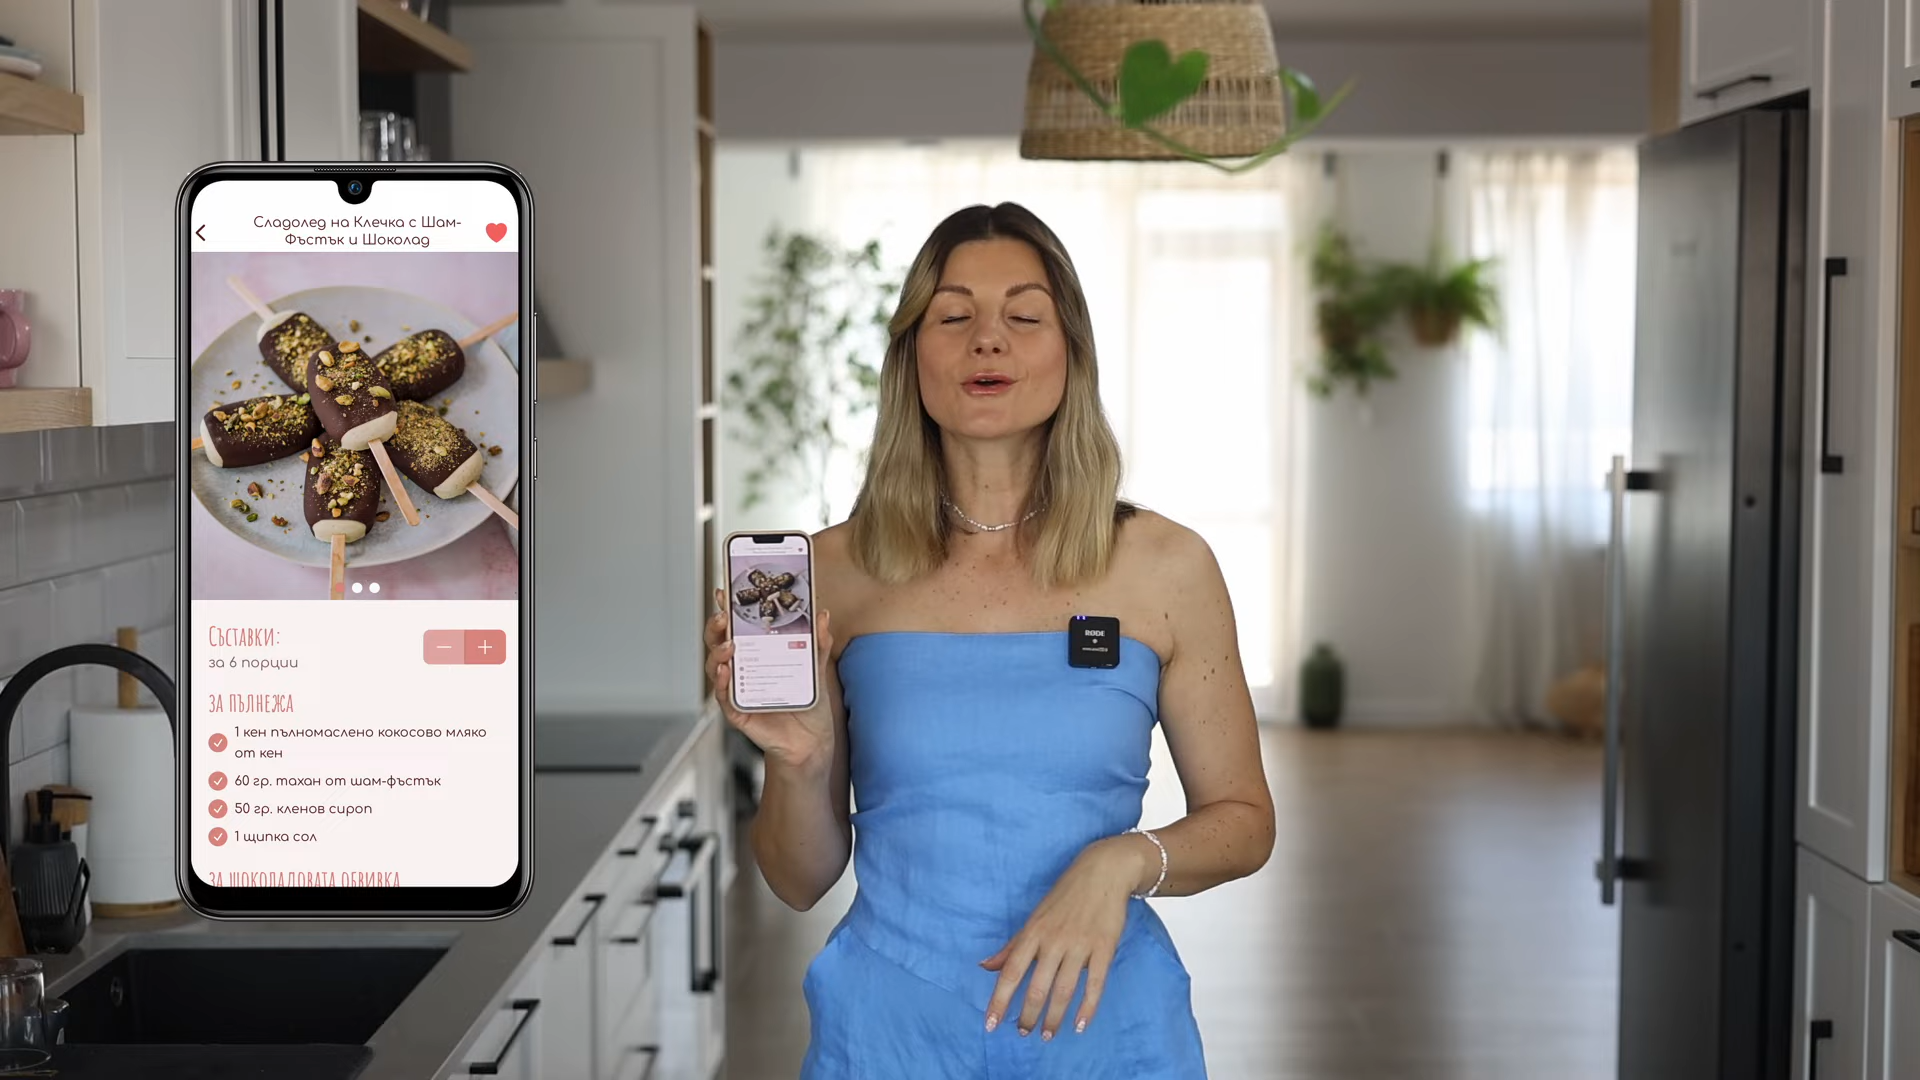 Сладолед на Клечка с Шам-
Фъстък и Шоколад
Съставки:
за 6 порции
ЗА ПЪЛНЕЖА
1 кен пълномаслено кокосово мляко
от кен
60 гр. тахан от шам-фъстък
50 гр. кленов сироп
1 щипка сол
ЗА ШОКОЛАДОВАТА ОБВИВКА
RØDE